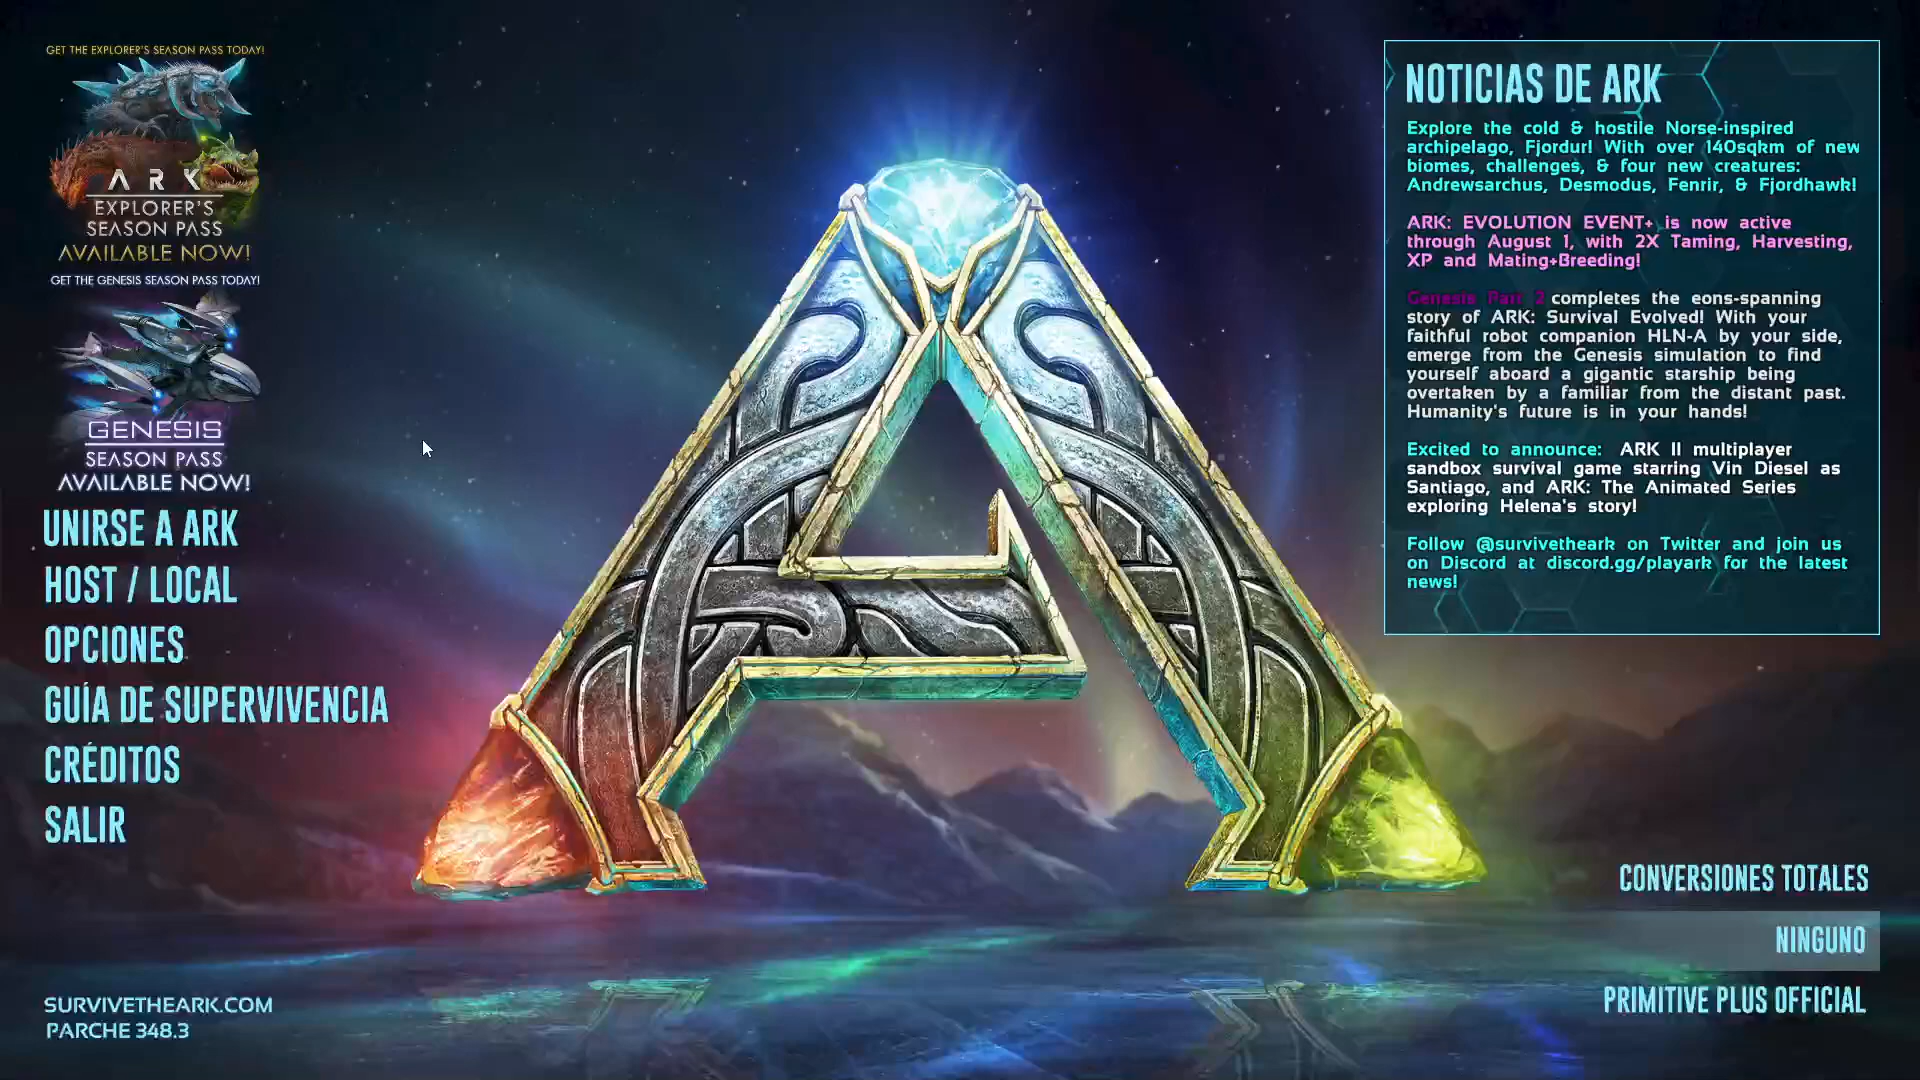 GET THE EXPLORER'S SEASON PASS TODAY!
ARK
EXPLORER'S
SEASON PASS
AVAILABLE NOW!
GET THE GENESIS SEASON PASS TODAY!
GENESIS
SEASON PASS
AVAILABLE NOW!
UNIRSE A ARK
HOST / LOCAL
OPCIONES
GUÍA DE SUPERVIVENCIA
CRÉDITOS
SALIR
SURVIVETHEARK.COM
PARCHE 348.3
NOTICIAS DE ARK
Explore the cold & hostile Norse-inspired
archipelago, Fjordur! With over 140sqkm of new
biomes, challenges, & four new creatures:
Andrewsarchus, Desmodus, Fenrir, & Fjordhawk!
ARK: EVOLUTION EVENT+ is now active
through August 1, with 2X Taming, Harvesting,
XP and Mating+Breeding!
Genesis Part 2 completes the eons-spanning
story of ARK: Survival Evolved! With your
faithful robot companion HLN-A by your side,
emerge from the Genesis simulation to find
yourself aboard a gigantic starship being
overtaken by a familiar from the distant past.
Humanity's future is in your hands!
Excited to announce: ARK II multiplayer
sandbox survival game starring Vin Diesel as
Santiago, and ARK: The Animated Series
exploring Helena's story!
Follow @survivetheark on Twitter and join us
on Discord at discord.gg/playark for the latest
news!
CONVERSIONES TOTALES
NINGUNO
PRIMITIVE PLUS OFFICIAL